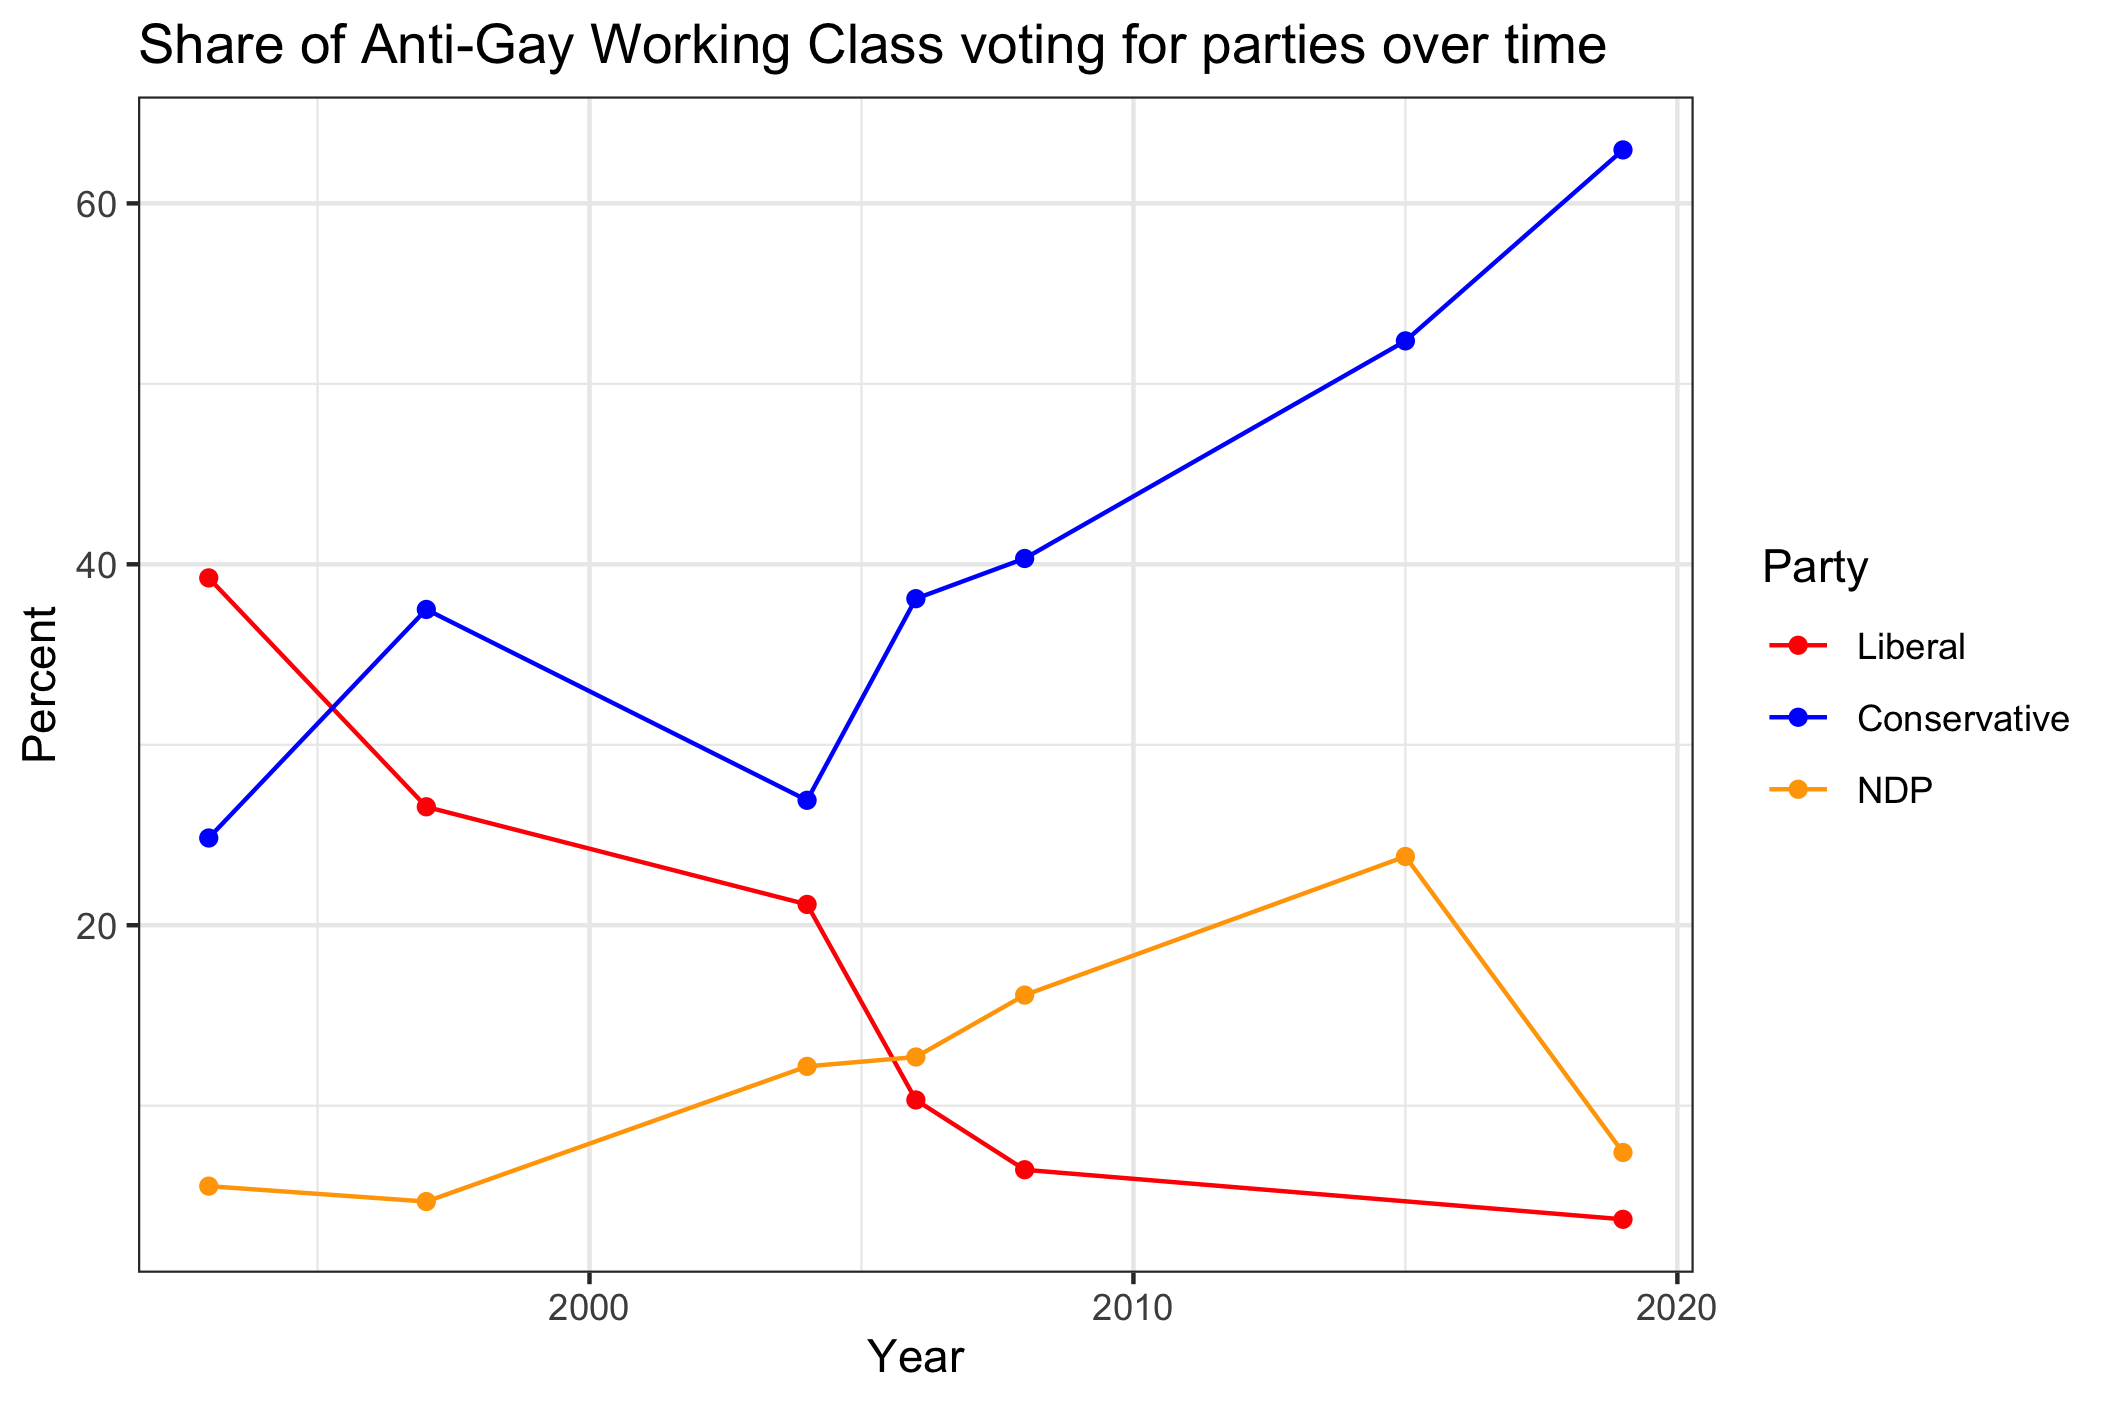 Share of Anti-Gay Working Class voting for parties over time
60
40
20
Percent
2000
2010
2020
Year
Party
Liberal
Conservative
NDP